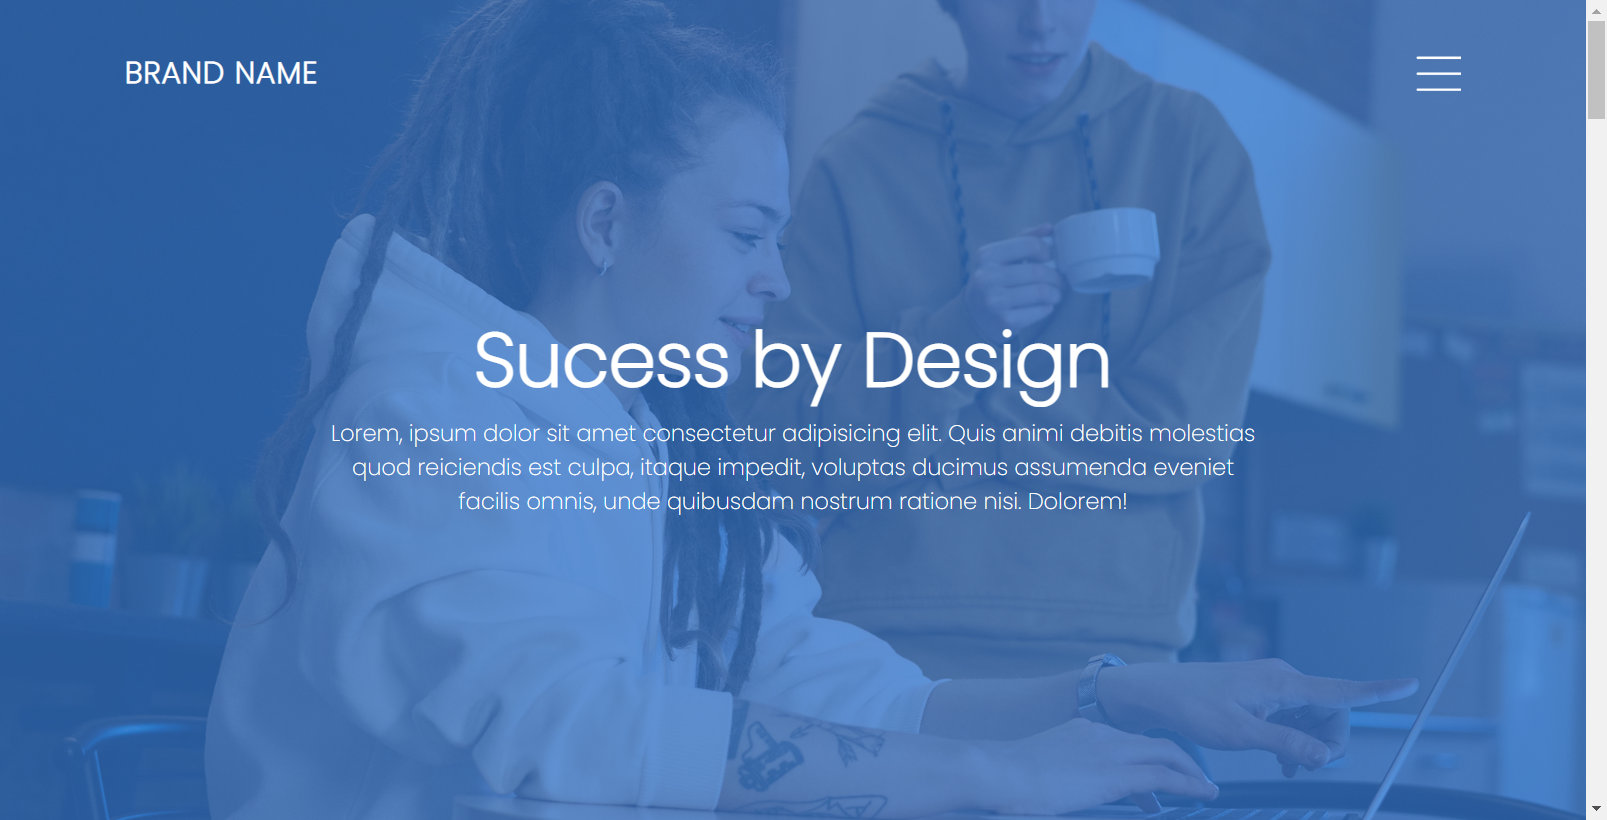 BRAND NAME
Sucess by Design
Lorem, ipsum dolor sit amet consectetur adipisicing elit. Quis animi debitis molestias
quod reiciendis est culpa, itaque impedit, voluptas ducimus assumenda eveniet
facilis omnis, unde quibusdam nostrum ratione nisi. Dolorem!